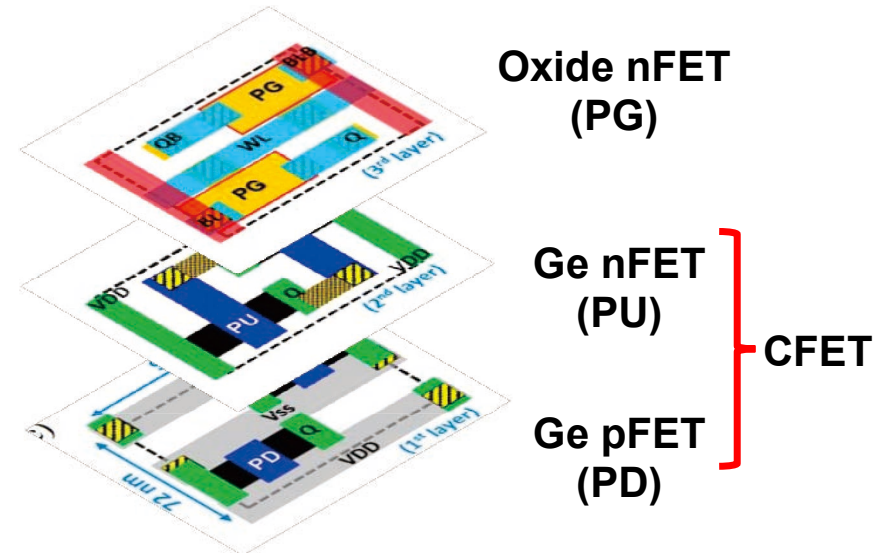 Oxide nFET
(PG)
BLB
PG
QB
WL
Q
(3rd layer)
PG
BL
Ge nFET
(PU)
VDD
VDD
Q
PU
(2nd layer)
CFET
Vss
Q
PD
VDD
(1st layer)
72 nm
Ge pFET
(PD)